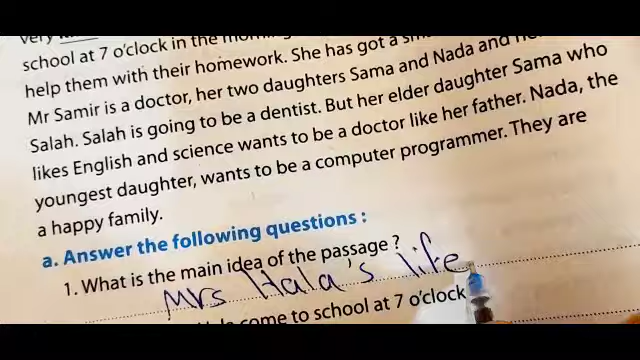 very
school at 7 o'clock in the morning
help them with their homework. She has got a
Mr Samir is a doctor, her two daughters Sama and Nada and
Salah. Salah is going to be a dentist. But her elder daughter Sama who
likes English and science wants to be a doctor like her father. Nada, the
youngest daughter, wants to be a computer programmer. They are
a happy family.
a. Answer the following questions :
1. What is the main idea of the passage ?
Mrs Hala's life
come to school at 7 o'clock